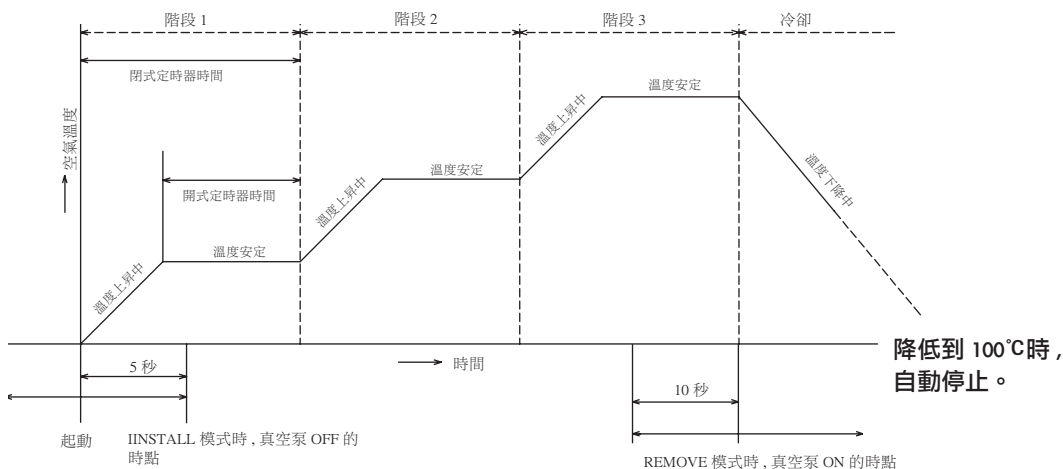 階段 1
階段 2
階段 3
冷卻
閉式定時器時間
空氣溫度
開式定時器時間
溫度上昇中
溫度安定
溫度上昇中
溫度安定
溫度上昇中
溫度安定
溫度下降中
時間
降低到 100℃時 ,
自動停止。
5 秒
10 秒
起動
IINSTALL 模式時 , 真空泵 OFF 的
時點
REMOVE 模式時 , 真空泵 ON 的時點